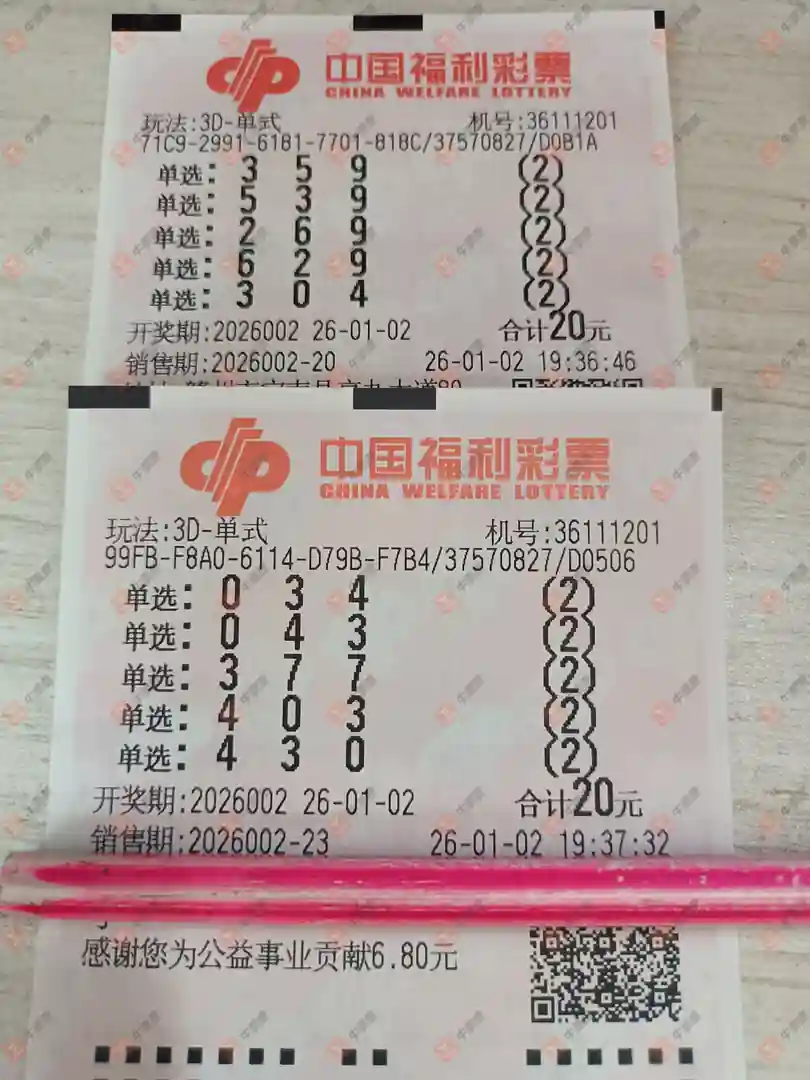 中国福利彩票
CHINA WELFARE LOTTERY
玩法:3D-单式 机号:36111201
71C9-2991-6181-7701-818C/37570827/D0B1A
单选: 3 5 9 (2)
单选: 5 3 9 (2)
单选: 2 6 9 (2)
单选: 6 2 9 (2)
单选: 3 0 4 (2)
开奖期:2026002 26-01-02 合计20元
销售期:2026002-20 26-01-02 19:36:46
中国福利彩票
CHINA WELFARE LOTTERY
玩法:3D-单式 机号:36111201
99FB-F8A0-6114-D79B-F7B4/37570827/D0506
单选: 0 3 4 (2)
单选: 0 4 3 (2)
单选: 3 7 7 (2)
单选: 4 0 3 (2)
单选: 4 3 0 (2)
开奖期:2026002 26-01-02 合计20元
销售期:2026002-23 26-01-02 19:37:32
感谢您为公益事业贡献6.80元